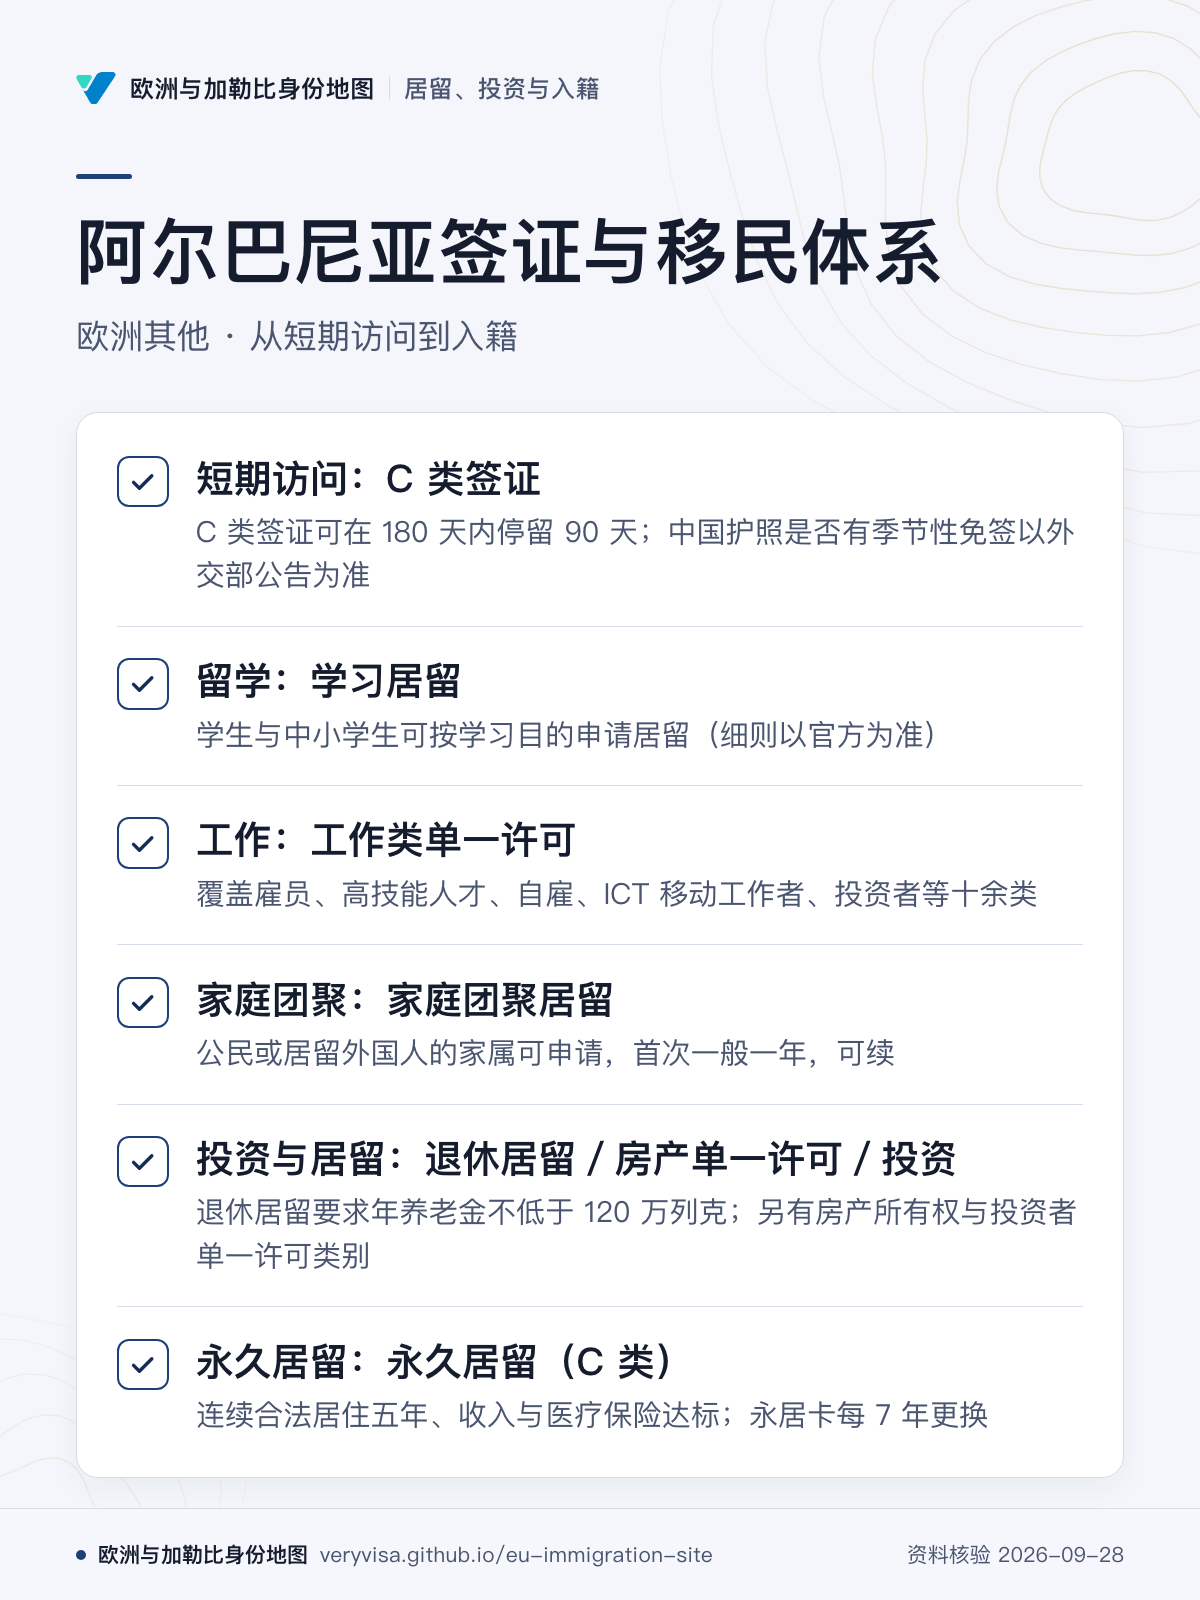 欧洲与加勒比身份地图 居留、投资与入籍
阿尔巴尼亚签证与移民体系
欧洲其他 · 从短期访问到入籍
短期访问：C 类签证
C 类签证可在 180 天内停留 90 天；中国护照是否有季节性免签以外
交部公告为准
留学：学习居留
学生与中小学生可按学习目的申请居留（细则以官方为准）
工作：工作类单一许可
覆盖雇员、高技能人才、自雇、ICT 移动工作者、投资者等十余类
家庭团聚：家庭团聚居留
公民或居留外国人的家属可申请，首次一般一年，可续
投资与居留：退休居留 / 房产单一许可 / 投资
退休居留要求年养老金不低于 120 万列克；另有房产所有权与投资者
单一许可类别
永久居留：永久居留（C 类）
连续合法居住五年、收入与医疗保险达标；永居卡每 7 年更换
欧洲与加勒比身份地图 veryvisa.github.io/eu-immigration-site 资料核验 2026-09-28